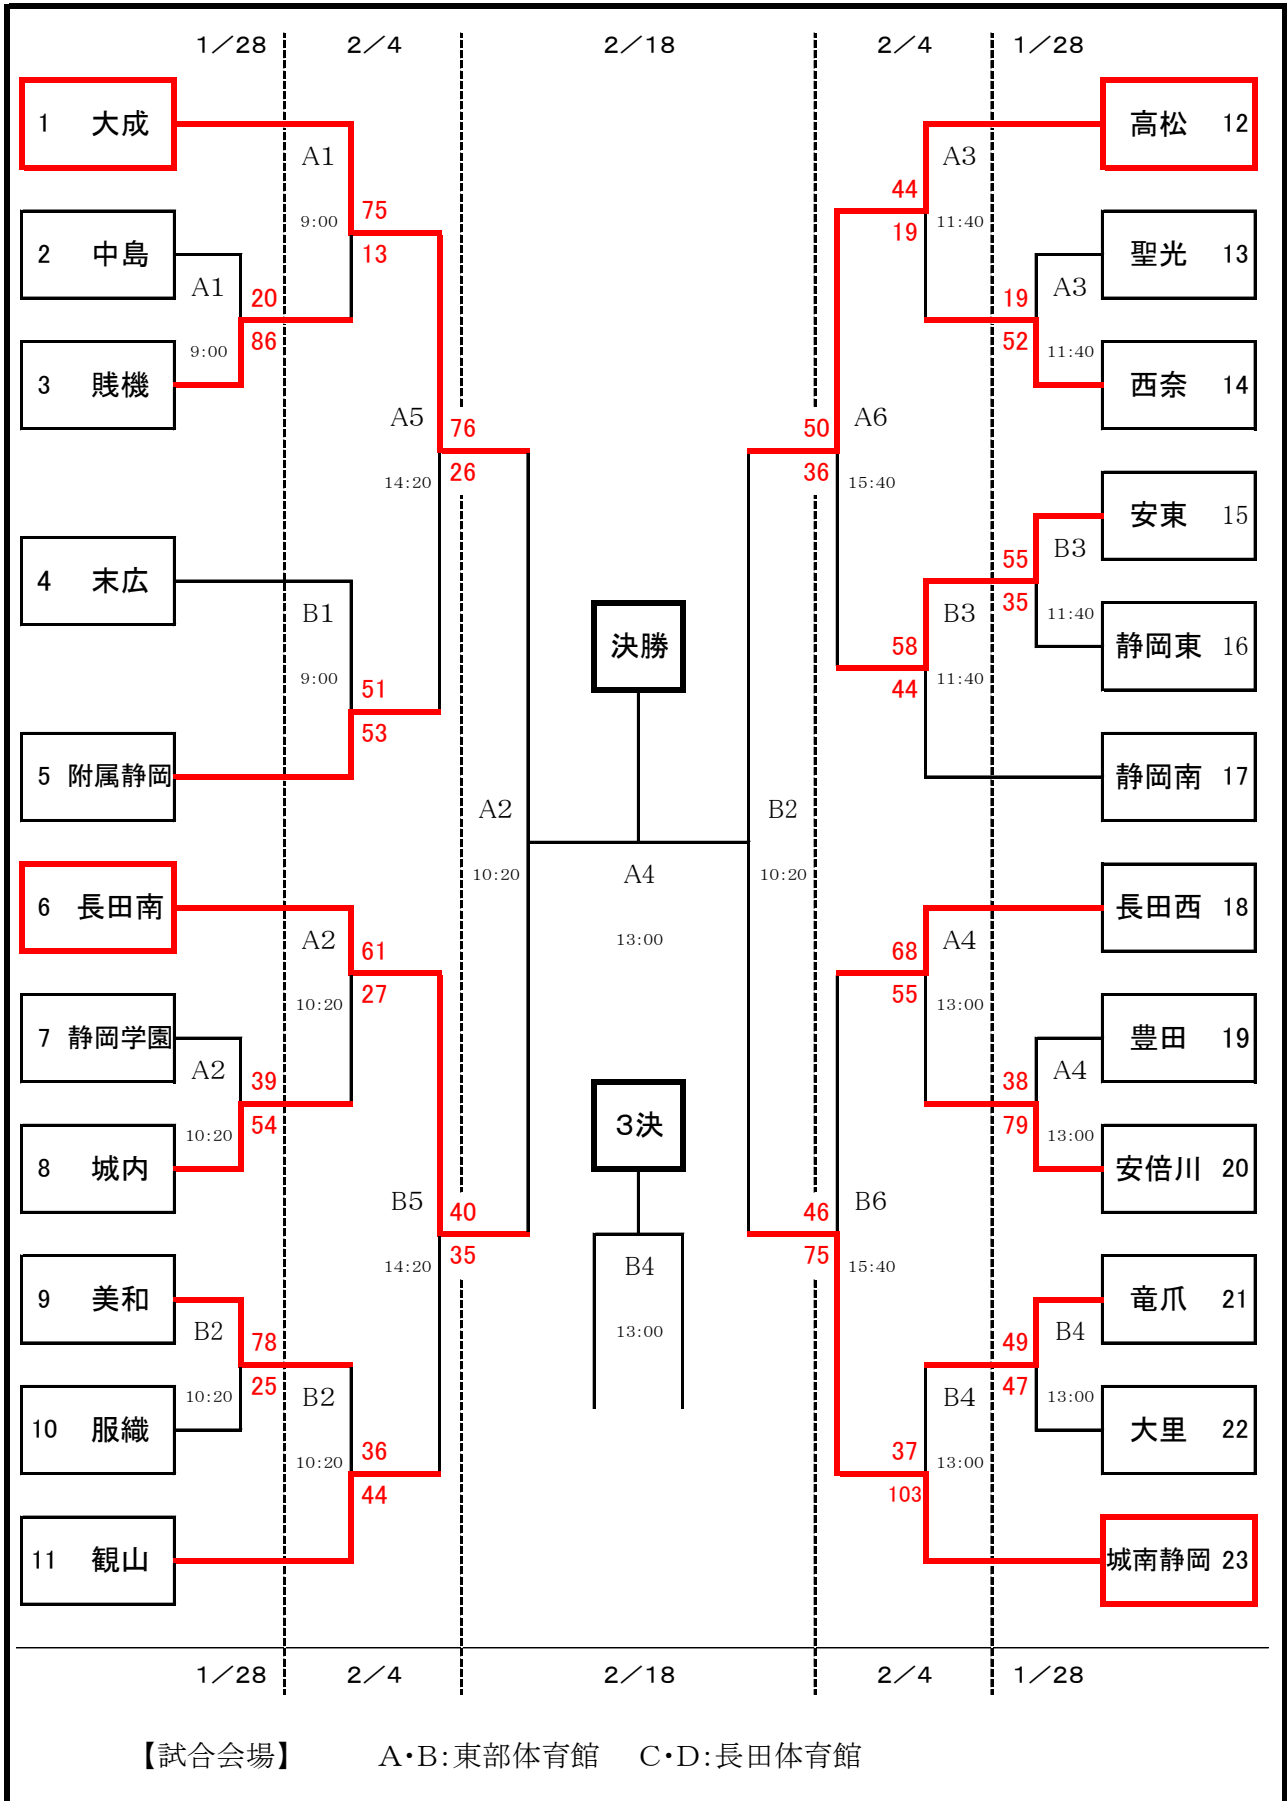 1／28 2／4 2／18 2／4 1／28
1 大成 高松 12
A1 A3
44
75 9:00 19 11:40
2 中島 13 聖光 13
A1 20 19 A3
9:00 86 52 11:40
3 賎機 西奈 14
A5 76 50 A6
14:20 26 36 15:40
安東 15
55 B3
4 末広 35 11:40
B1 決勝 58 B3
静岡東 16
9:00 51 44 11:40
53
5 附属静岡 静岡南 17
A2 B2
10:20 A4 10:20
6 長田南 長田西 18
13:00
A2 61 68 A4
10:20 27 55 13:00
7 静岡学園 豊田 19
A2 39 38 A4
10:20 54 79 13:00
3決
8 城内 安倍川 20
B5 40 46 B6
14:20 35 75 15:40
B4
13:00
9 美和 竜爪 21
B2 78 49 B4
10:20 25 47 13:00
B2 B4
10 服織 大里 22
10:20 36 37 13:00
44 103
11 観山 城南静岡 23
1／28 2／4 2／18 2／4 1／28
【試合会場】 A・B:東部体育館 C・D:長田体育館